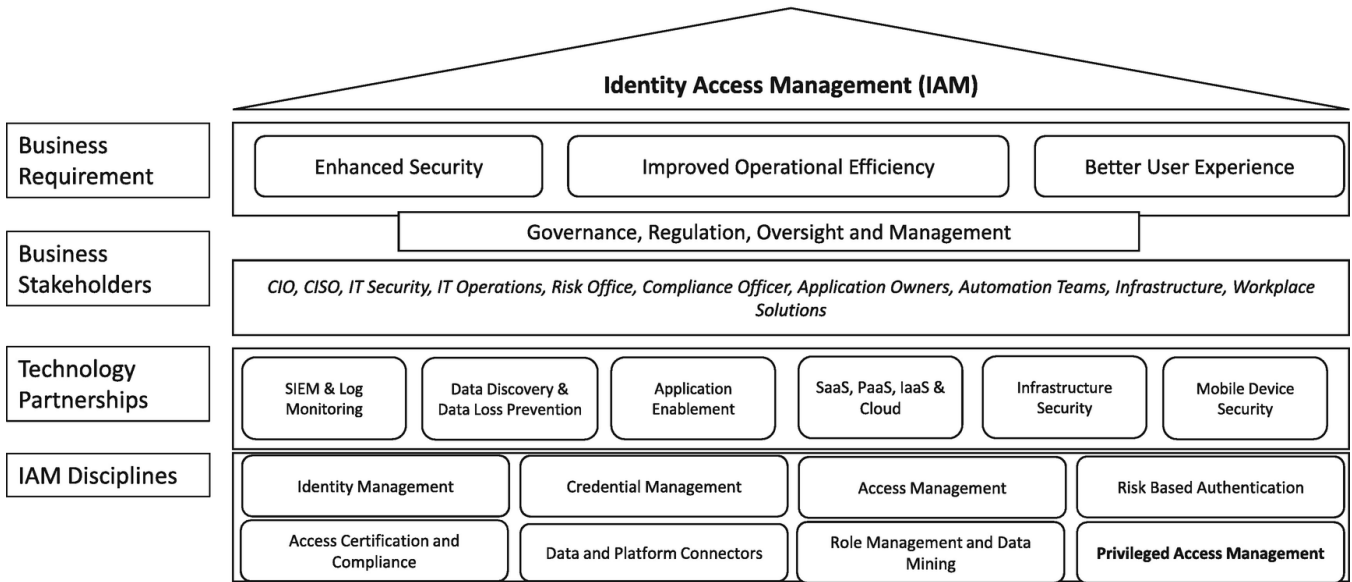 Identity Access Management (IAM)
Business
Requirement
Enhanced Security
Improved Operational Efficiency
Better User Experience
Governance, Regulation, Oversight and Management
Business
Stakeholders
CIO, CISO, IT Security, IT Operations, Risk Office, Compliance Officer, Application Owners, Automation Teams, Infrastructure, Workplace
Solutions
Technology
Partnerships
SIEM & Log
Monitoring
Data Discovery &
Data Loss Prevention
Application
Enablement
SaaS, PaaS, IaaS &
Cloud
Infrastructure
Security
Mobile Device
Security
IAM Disciplines
Identity Management
Credential Management
Access Management
Risk Based Authentication
Access Certification and
Compliance
Data and Platform Connectors
Role Management and Data
Mining
Privileged Access Management